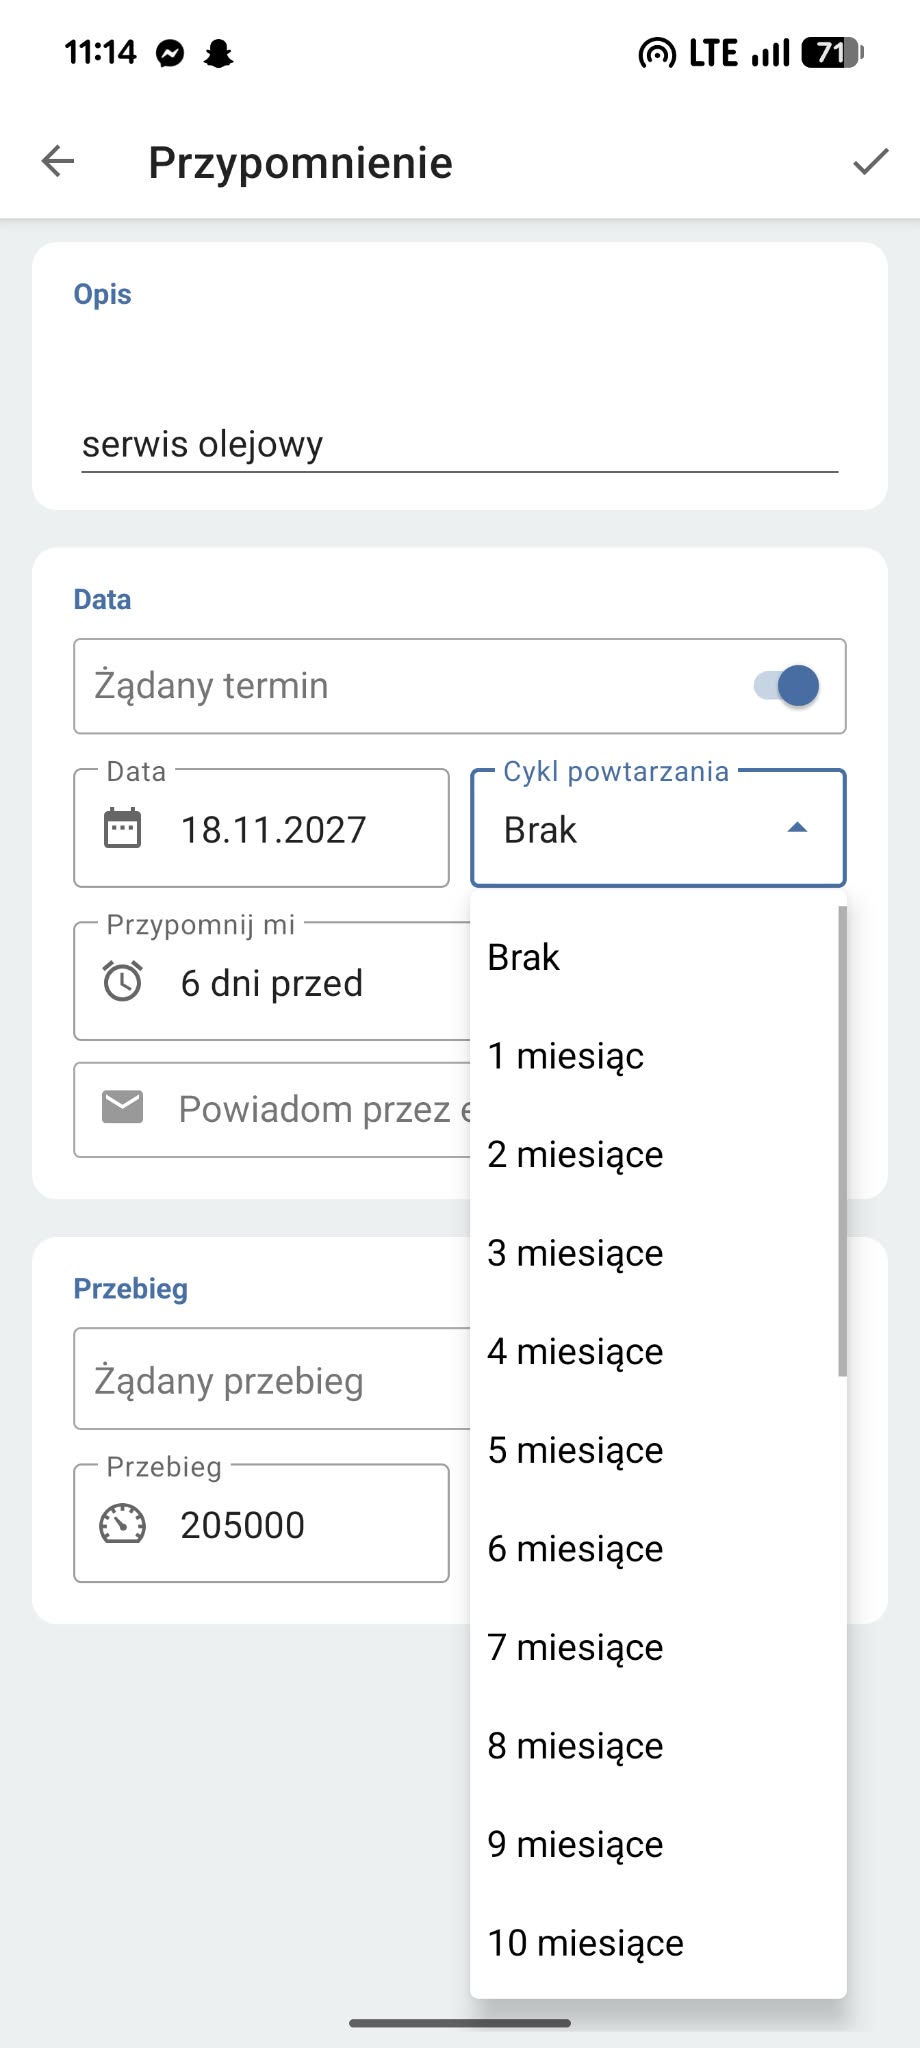 11:14 LTE 71
Przypomnienie
Opis
serwis olejowy
Data
Żądany termin
Data
18.11.2027
Cykl powtarzania
Brak
Przypomnij mi
6 dni przed
Powiadom przez
Brak
1 miesiąc
2 miesiące
3 miesiące
4 miesiące
5 miesiące
6 miesiące
7 miesiące
8 miesiące
9 miesiące
10 miesiące
Przebieg
Żądany przebieg
Przebieg
205000